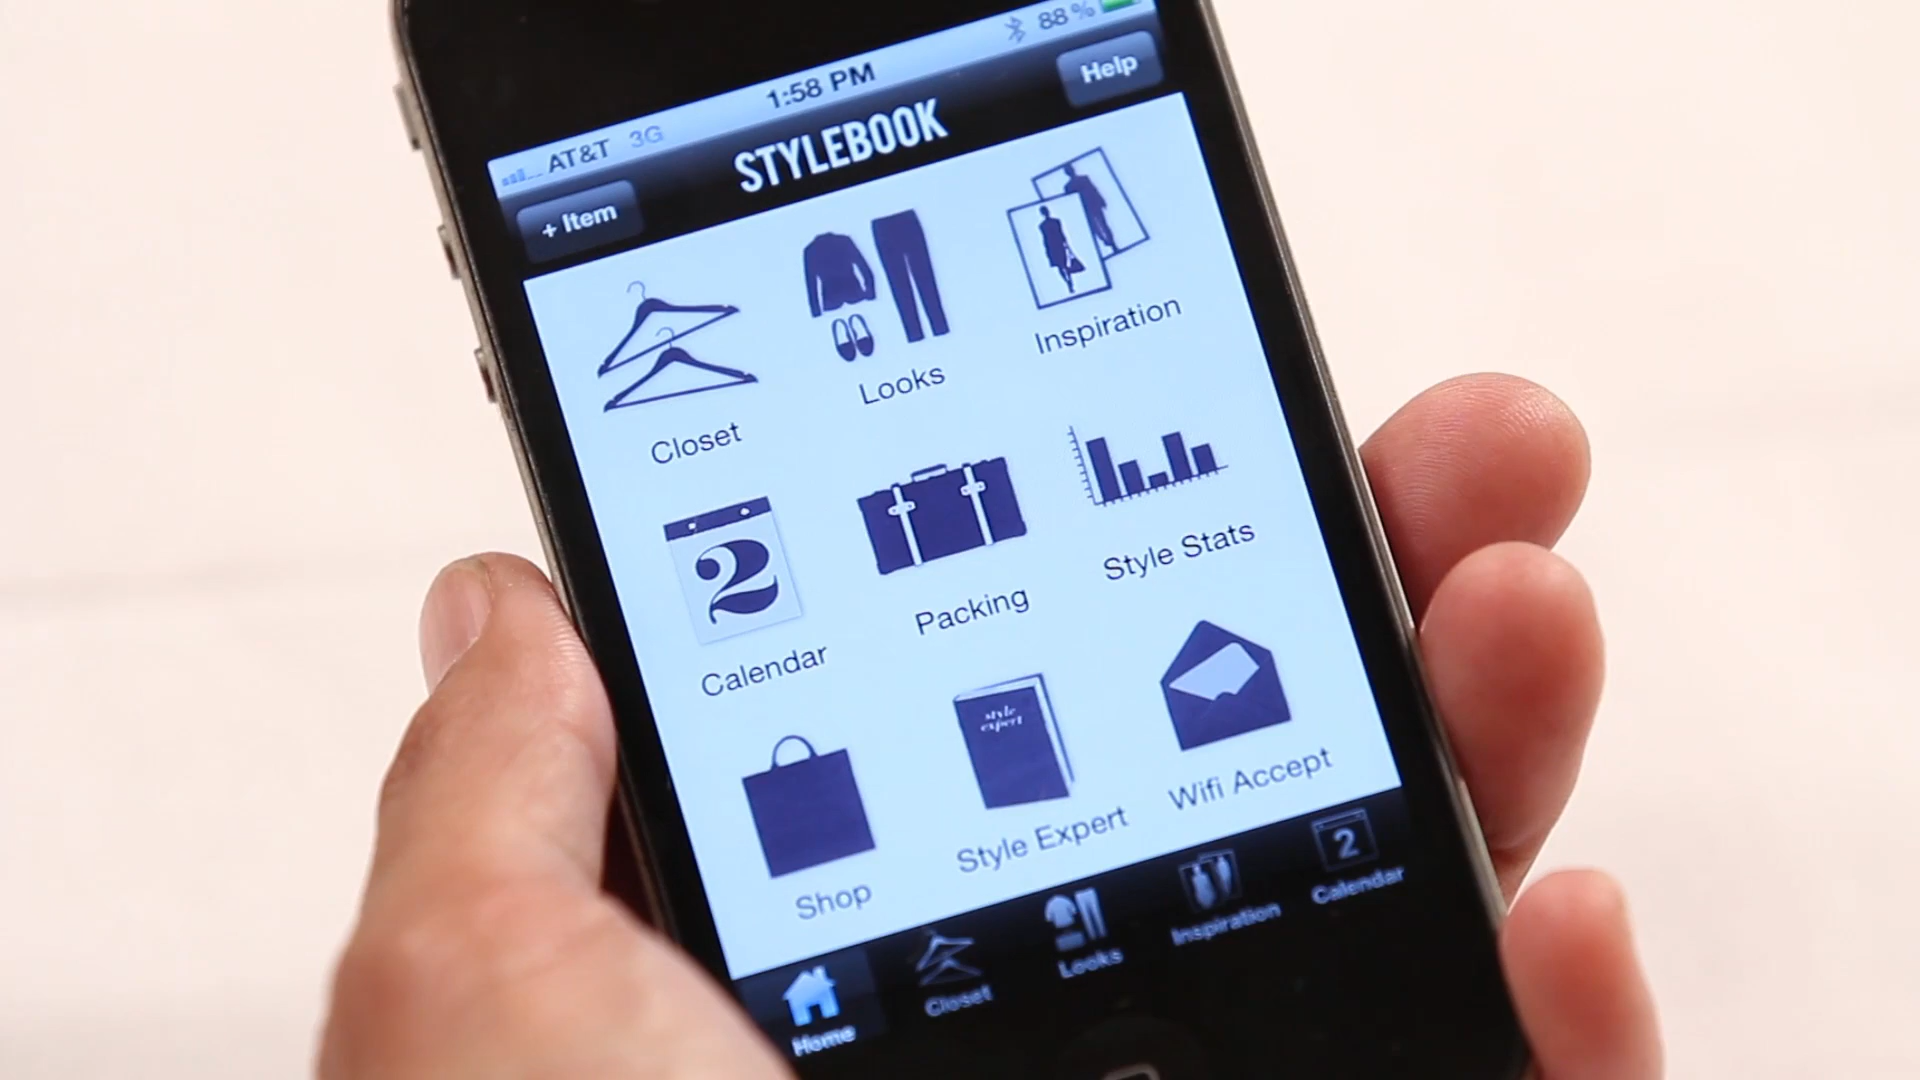 AT&T 3G 1:58 PM 88%
+ Item STYLEBOOK Help
Closet Looks Inspiration
2
Calendar Packing Style Stats
style
expert
Shop Style Expert Wifi Accept
2
Home Closet Looks Inspiration Calendar